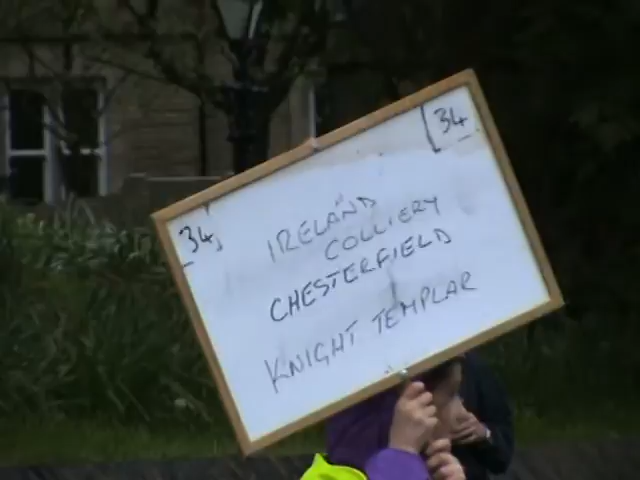 34
34
IRELAND
COLLIERY
CHESTERFIELD
KNIGHT TEMPLAR